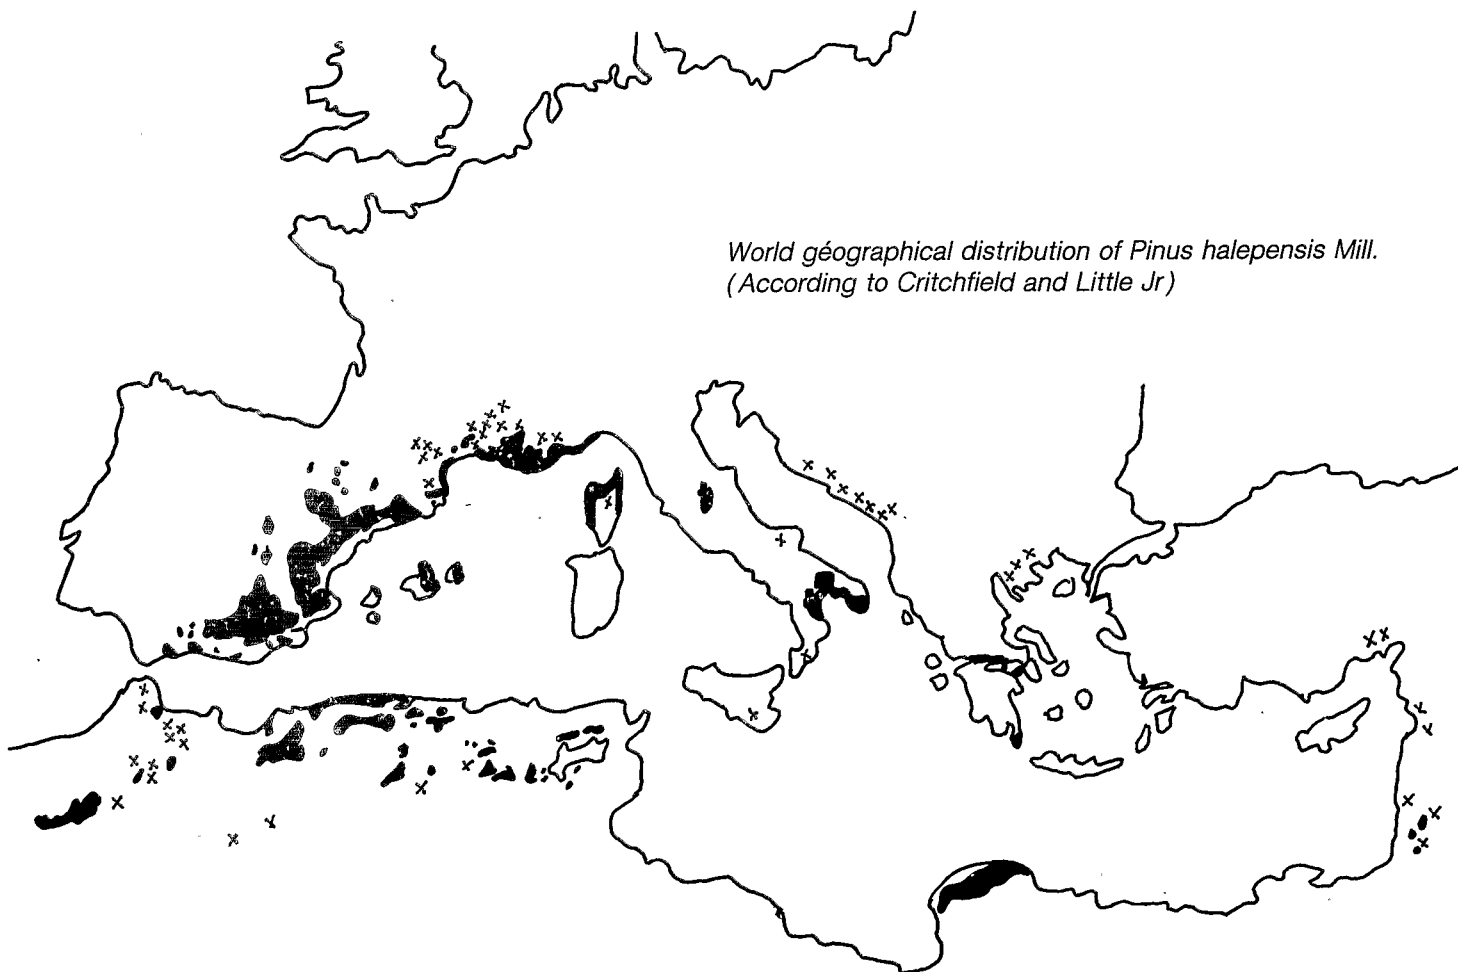 World géographical distribution of Pinus halepensis Mill.
(According to Critchfield and Little Jr)